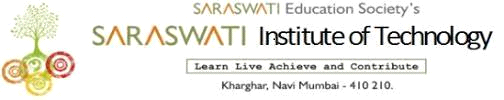 SARASWATI Education Society's
SARASWATI Institute of Technology
Learn Live Achieve and Contribute
Kharghar, Navi Mumbai - 410 210.